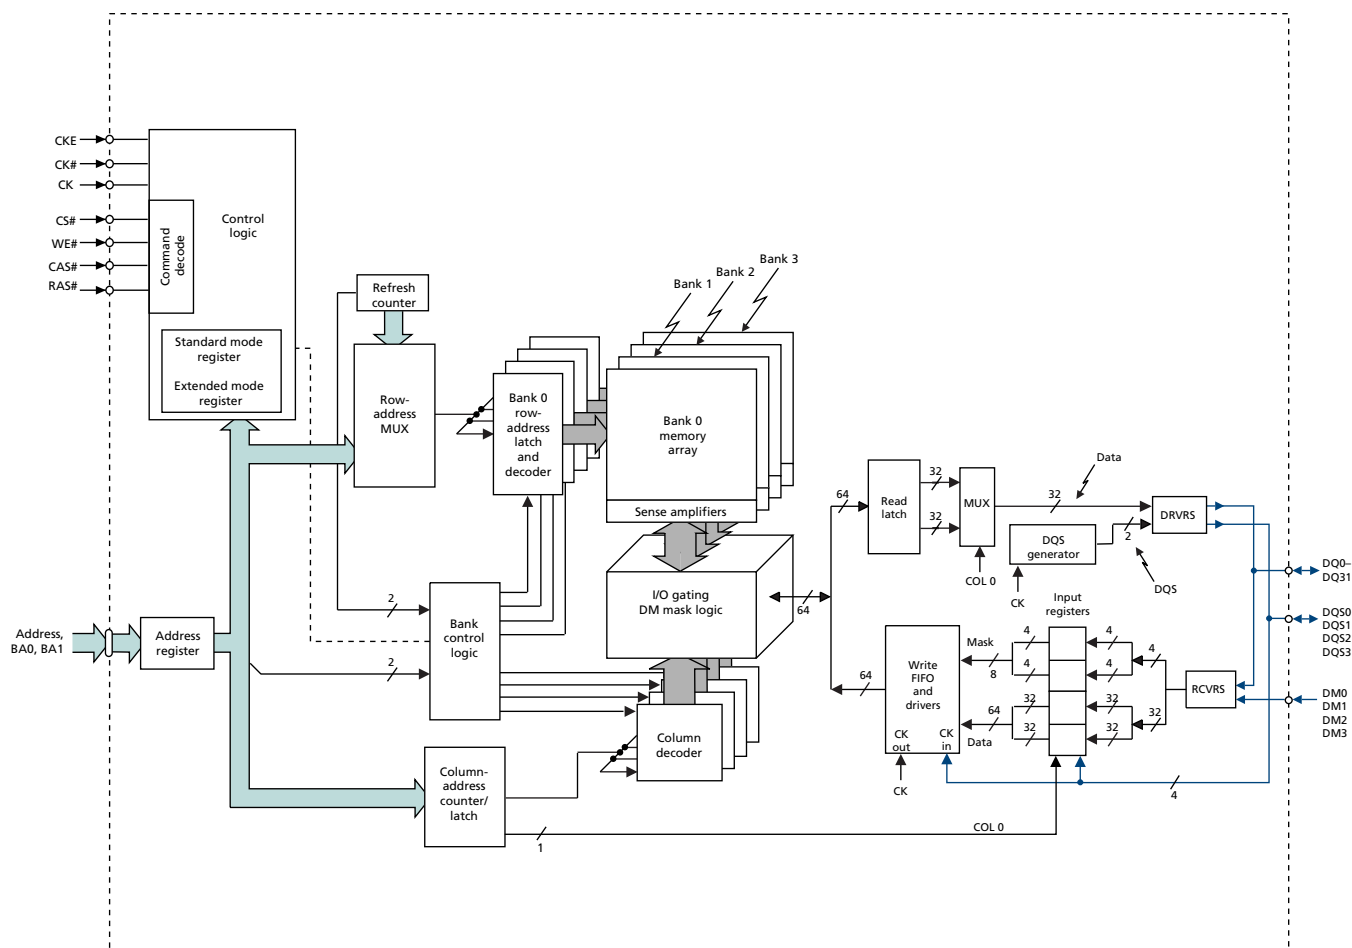 CKE
CK#
CK
CS#
WE#
CAS#
RAS#
Control
logic
Command
decode
Standard mode
register
Extended mode
register
Refresh
counter
Row-
address
MUX
Bank 0
row-
address
latch
and
decoder
Bank 3
Bank 2
Bank 1
Bank 0
memory
array
Sense amplifiers
I/O gating
DM mask logic
64
64
Read
latch
32
32
MUX
COL 0
32
Data
DQS
generator
CK
2
DQS
DRVRS
DQ0–
DQ31
DQS0
DQS1
DQS2
DQS3
DM0
DM1
DM2
DM3
Address,
BA0, BA1
Address
register
2
2
Bank
control
logic
Column
decoder
Column-
address
counter/
latch
1
COL 0
64
Write
FIFO
and
drivers
CK
out
CK
in
CK
Mask
8
64
Data
Input
registers
4
4
32
32
4
4
32
32
4
32
RCVRS
4